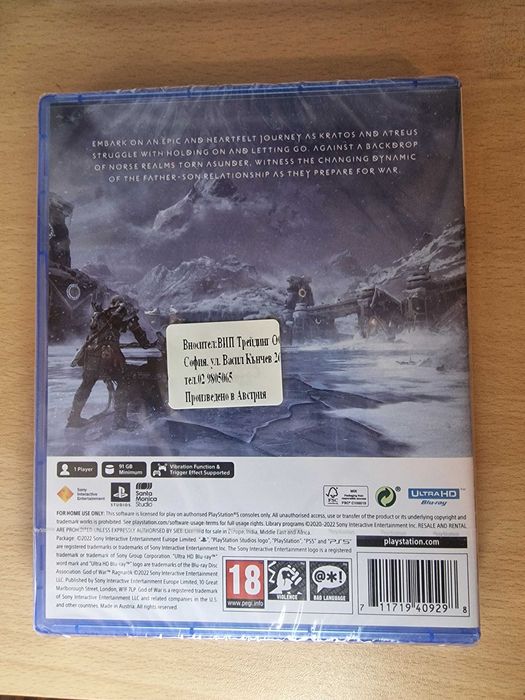 EMBARK ON AN EPIC AND HEARTFELT JOURNEY AS KRATOS AND ATREUS
STRUGGLE WITH HOLDING ON AND LETTING GO. AGAINST A BACKDROP
OF NORSE REALMS TORN ASUNDER, WITNESS THE CHANGING DYNAMIC
OF THE FATHER-SON RELATIONSHIP AS THEY PREPARE FOR WAR.
Вносител:ВНП Трейдинг
София. ул. Васил Кънчев
тел.02 9805065
Произведено в Австрия
1 Player
91 GB
Minimum
Vibration Function &
Trigger Effect Supported
Sony
Interactive
Entertainment
STUDIOS
Santa
Monica
Studio
FSC
MIX
ULTRA HD
Blu-ray
FOR HOME USE ONLY: This software is licensed for play on authorised PlayStation®5 consoles only. All unauthorised access, use or transfer of the product or its underlying copyright and
trademark works is prohibited. See playstation.com/software-usage-terms for full usage rights. Library programs ©2020-2022 Sony Interactive Entertainment Inc. RESALE AND RENTAL
ARE PROHIBITED UNLESS EXPRESSLY AUTHORISED BY SIEE. Licensed for sale in Europe, India, Middle East and Africa.
Package: ©2022 Sony Interactive Entertainment Europe Limited. "PlayStation Studios logo", "PlayStation", "PS5" and "PS5"
are registered trademarks or trademarks of Sony Interactive Entertainment Inc. "Sony Interactive Entertainment logo is a registered
trademark or trademark of Sony Group Corporation. "Ultra HD Blu-ray™
word mark and "Ultra HD Blu-ray™" logo are trademarks of the Blu-ray Disc
Association. God of War™ Ragnarök ©2022 Sony Interactive Entertainment
LLC. Published by Sony Interactive Entertainment Europe Limited, 10 Great
Marlborough Street, London, W1F 7LP. God of War is a registered trademark
of Sony Interactive Entertainment LLC and related companies in the U.S.
and other countries. Made in Austria. All rights reserved.
playstation.com
18
www.pegi.info
VIOLENCE
@*!
BAD LANGUAGE
7 11719 40929 8